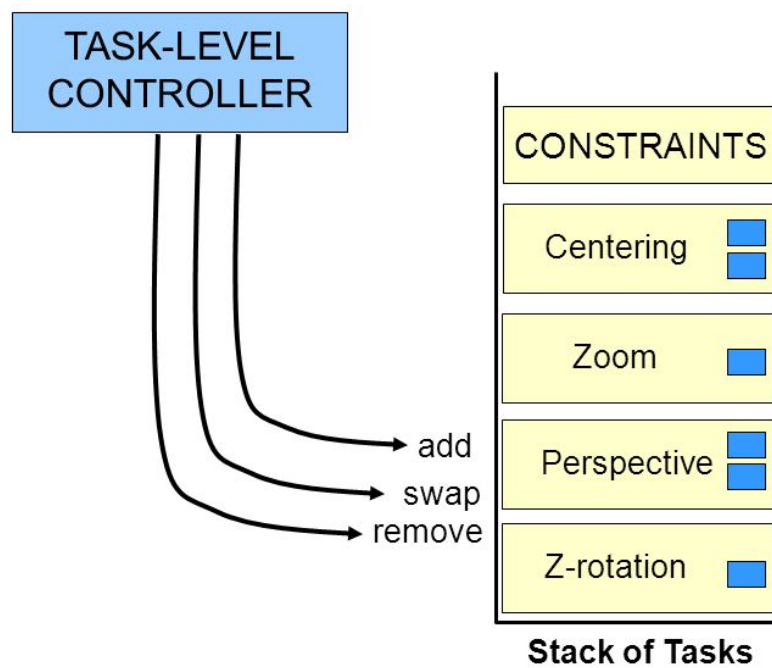 TASK-LEVEL
CONTROLLER
CONSTRAINTS
Centering
Zoom
add
Perspective
swap
remove
Z-rotation
Stack of Tasks